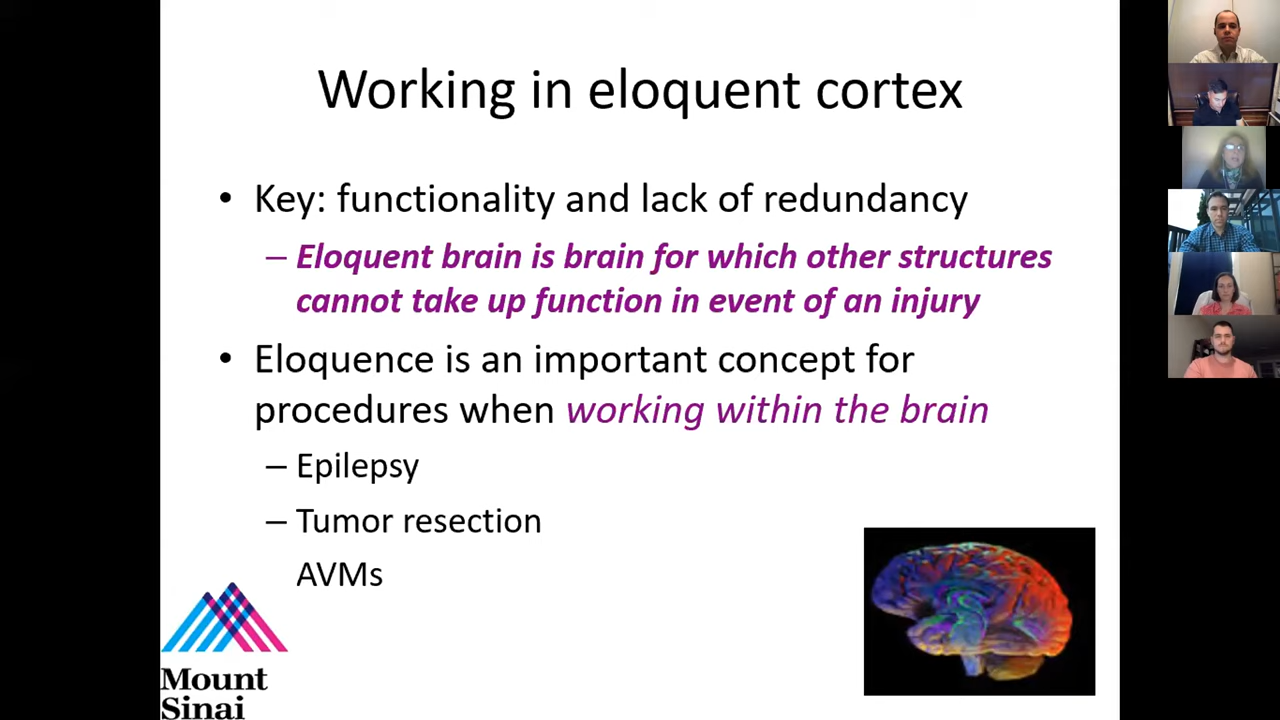 Working in eloquent cortex
• Key: functionality and lack of redundancy
– Eloquent brain is brain for which other structures
cannot take up function in event of an injury
• Eloquence is an important concept for
procedures when working within the brain
– Epilepsy
– Tumor resection
AVMs
Mount
Sinai